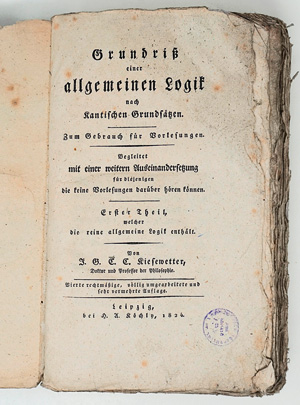 Grundriß
einer
allgemeinen Logik
nach
Kantischen Grundsätzen.
Zum Gebrauch für Vorlesungen.
Begleitet
mit einer weitern Auseinandersetzung
für diejenigen
die keine Vorlesungen darüber hören können.
Erster Theil,
welcher
die reine allgemeine Logik enthält.
Von
J. G. C. C. Kiesewetter,
Doktor und Professor der Philosophie.
Vierte rechtmäßige, völlig umgearbeitete und
sehr vermehrte Auflage.
Leipzig,
bei H. A. Köchly, 1824.